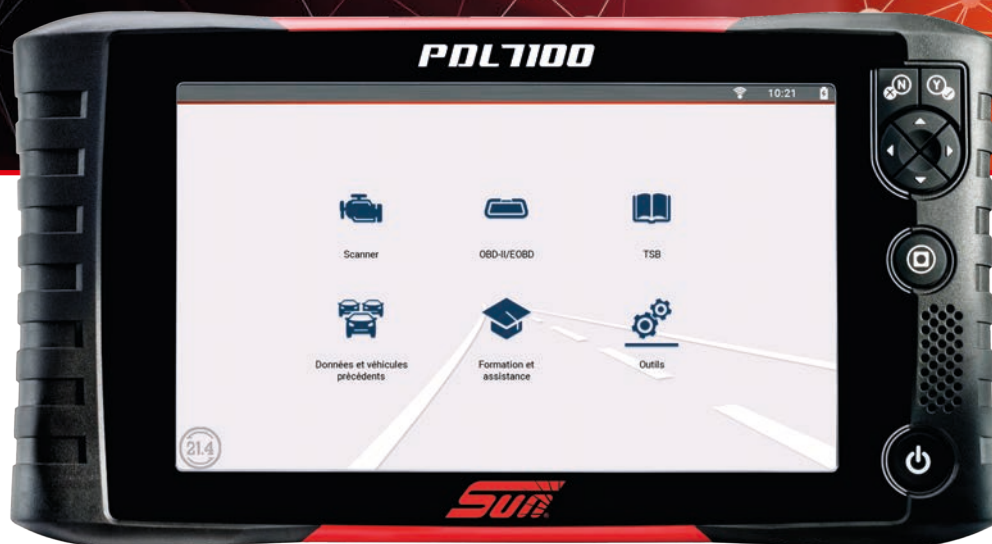 PDL7100
10:21
N
Y
Scanner
OBD-II/EOBD
TSB
Données et véhicules
précédents
Formation et
assistance
Outils
21.4
Sun